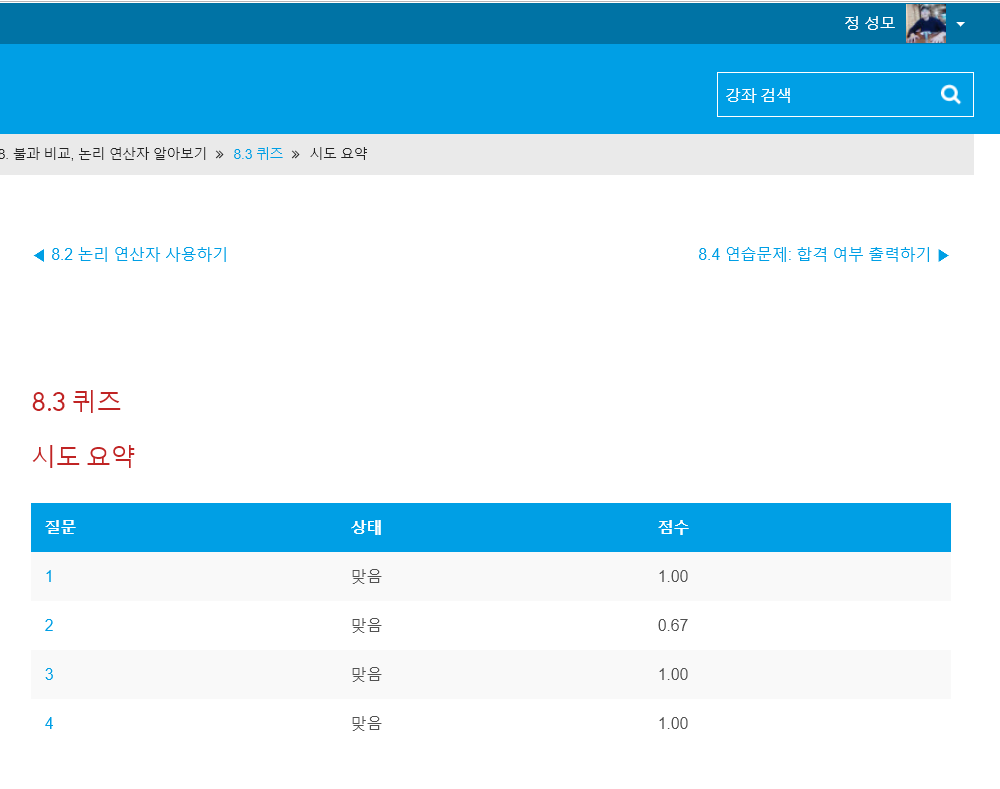 정 성모
강좌 검색
8. 불과 비교, 논리 연산자 알아보기 » 8.3 퀴즈 » 시도 요약
◀ 8.2 논리 연산자 사용하기 8.4 연습문제: 합격 여부 출력하기 ▶
8.3 퀴즈
시도 요약
질문 상태 점수
1 맞음 1.00
2 맞음 0.67
3 맞음 1.00
4 맞음 1.00